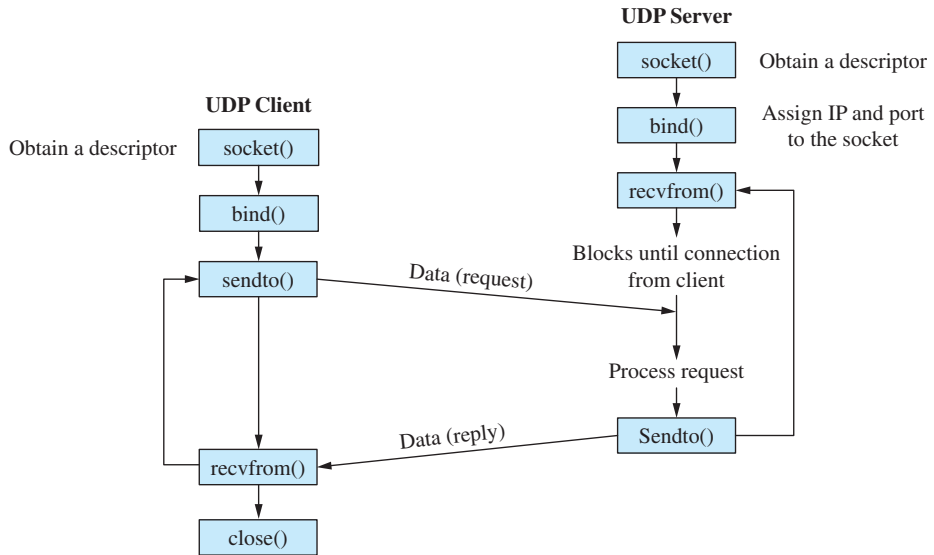 UDP Server
socket()
Obtain a descriptor
UDP Client
bind()
Assign IP and port
to the socket
Obtain a descriptor
socket()
recvfrom()
bind()
Blocks until connection
from client
sendto()
Data (request)
Process request
Sendto()
Data (reply)
recvfrom()
close()